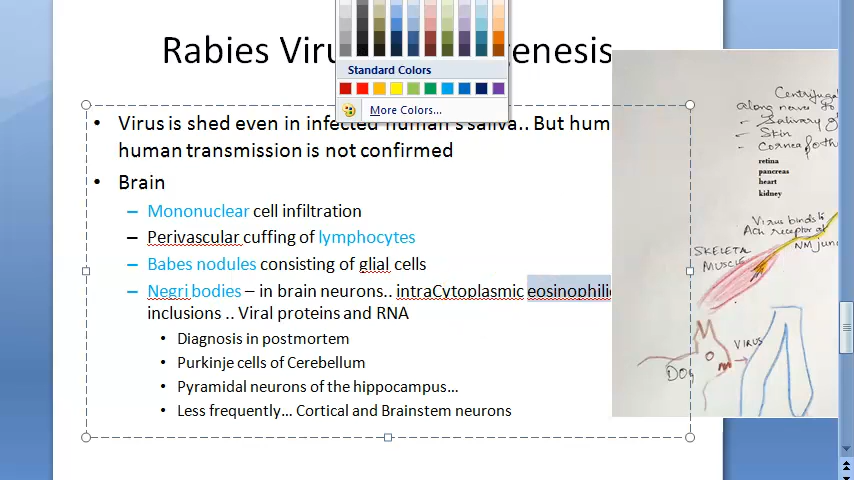 Rabies Viru
genesis
Standard Colors
More Colors...
• Virus is shed even in infected human's saliva.. But hum
human transmission is not confirmed
• Brain
– Mononuclear cell infiltration
– Perivascular cuffing of lymphocytes
– Babes nodules consisting of glial cells
– Negri bodies – in brain neurons.. intraCytoplasmic eosinophili
inclusions .. Viral proteins and RNA
• Diagnosis in postmortem
• Purkinje cells of Cerebellum
• Pyramidal neurons of the hippocampus...
• Less frequently... Cortical and Brainstem neurons
Centrifuga
along nerve to
- Salivary gl
- Skin
- Cornea
retina
pancreas
heart
kidney
Virus binds to
Ach receptor at
NM junc
SKELETA
MUSCLE
VIRUS
DOG